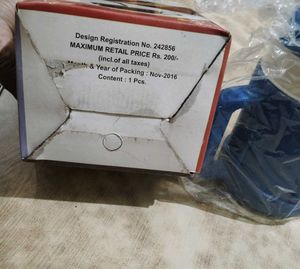 Design Registration No. 242856
MAXIMUM RETAIL PRICE Rs. 200/-
(incl.of all taxes)
Month & Year of Packing : Nov-2016
Content : 1 Pcs.